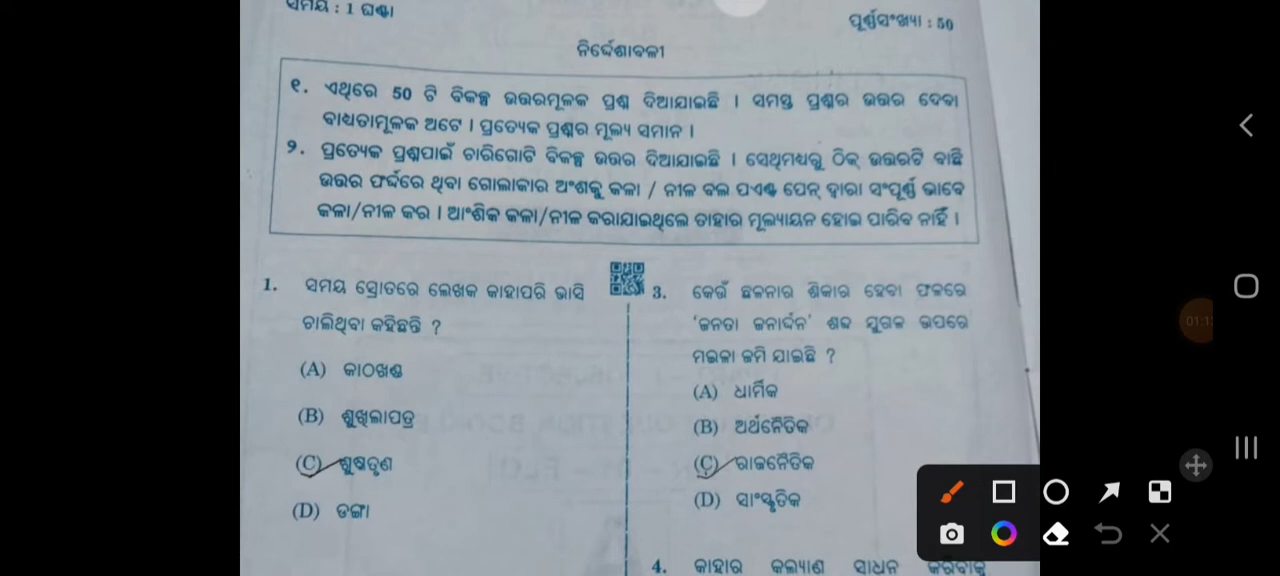 ସମୟ : 1 ଘଣ୍ଟା
ପୂର୍ଣ୍ଣସଂଖ୍ୟା : 50
ନିର୍ଦ୍ଦେଶାବଳୀ
୧. ଏଥିରେ 50 ଟି ବିକଳ୍ପ ଉତ୍ତରମୂଳକ ପ୍ରଶ୍ନ ଦିଆଯାଇଛି । ସମସ୍ତ ପ୍ରଶ୍ନର ଉତ୍ତର ଦେବା
ବାଧ୍ୟତାମୂଳକ ଅଟେ । ପ୍ରତ୍ୟେକ ପ୍ରଶ୍ନର ମୂଲ୍ୟ ସମାନ ।
୨. ପ୍ରତ୍ୟେକ ପ୍ରଶ୍ନପାଇଁ ଚାରିଗୋଟି ବିକଳ୍ପ ଉତ୍ତର ଦିଆଯାଇଛି । ସେଥିମଧ୍ୟରୁ ଠିକ୍ ଉତ୍ତରଟି ବାଛି
ଉତ୍ତର ଫର୍ଦ୍ଦରେ ଥିବା ଗୋଲାକାର ଅଂଶକୁ କଳା / ନୀଳ ବଲ ପଏଣ୍ଟ ପେନ୍ ଦ୍ୱାରା ସଂପୂର୍ଣ୍ଣ ଭାବେ
କଳା/ନୀଳ କର । ଆଂଶିକ କଳା/ନୀଳ କରାଯାଇଥିଲେ ତାହାର ମୂଲ୍ୟାୟନ ହୋଇ ପାରିବ ନାହିଁ ।
1. ସମୟ ସ୍ରୋତରେ ଲେଖକ କାହାପରି ଭାସି
ଚାଲିଥିବା କହିଛନ୍ତି ?
(A) କାଠଖଣ୍ଡ
(B) ଶୁଖିଲାପତ୍ର
(C) ଶୁଷ୍କତୃଣ
(D) ଡଙ୍ଗା
3. କେଉଁ ଛଳନାର ଶିକାର ହେବା ଫଳରେ
‘ଜନତା ଜନାର୍ଦ୍ଦନ’ ଶବ୍ଦ ଯୁଗଳ ଉପରେ
ମଇଳା ଜମି ଯାଇଛି ?
(A) ଧାର୍ମିକ
(B) ଅର୍ଥନୈତିକ
(C) ରାଜନୈତିକ
(D) ସାଂସ୍କୃତିକ
4. କାହାର କଲ୍ୟାଣ ସାଧନ କରିବାକୁ